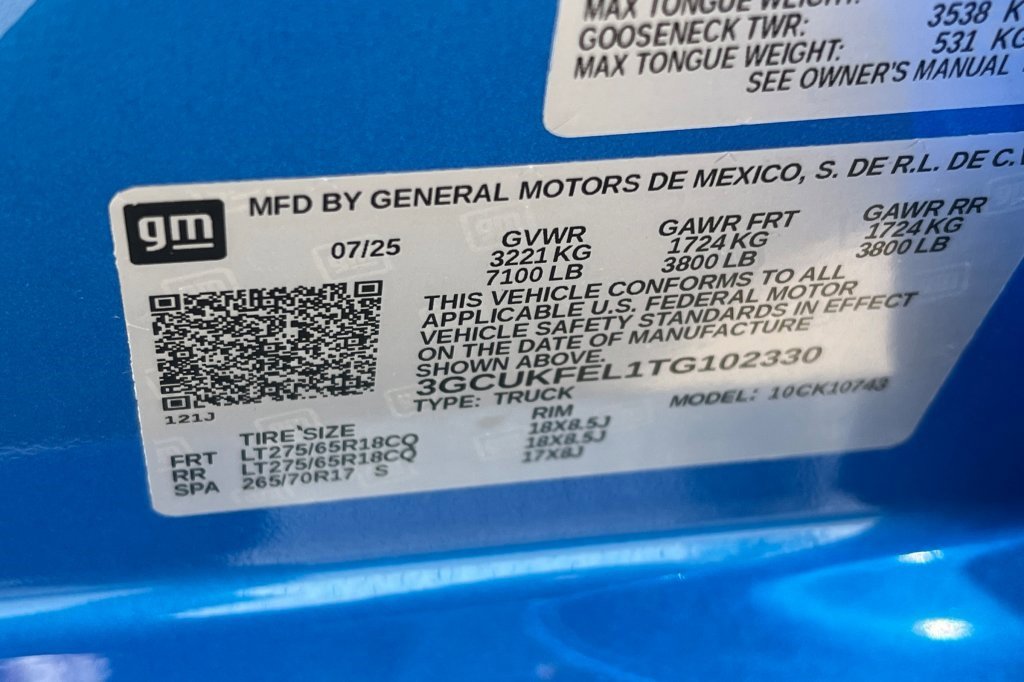 MAX TONGUE WEIGHT:
3538 K
GOOSENECK TWR:
531 KG
MAX TONGUE WEIGHT:
SEE OWNER'S MANUAL
gm
MFD BY GENERAL MOTORS DE MEXICO, S. DE R.L. DE C.V
07/25
GVWR
3221 KG
7100 LB
GAWR FRT
1724 KG
3800 LB
GAWR RR
1724 KG
3800 LB
THIS VEHICLE CONFORMS TO ALL
APPLICABLE U.S. FEDERAL MOTOR
VEHICLE SAFETY STANDARDS IN EFFECT
ON THE DATE OF MANUFACTURE
SHOWN ABOVE.
3GCUKFEL1TG102330
TYPE: TRUCK
MODEL: 10CK10743
121J
TIRE SIZE
RIM
FRT LT275/65R18CQ 18X8.5J
RR LT275/65R18CQ 18X8.5J
SPA 265/70R17 S 17X8J